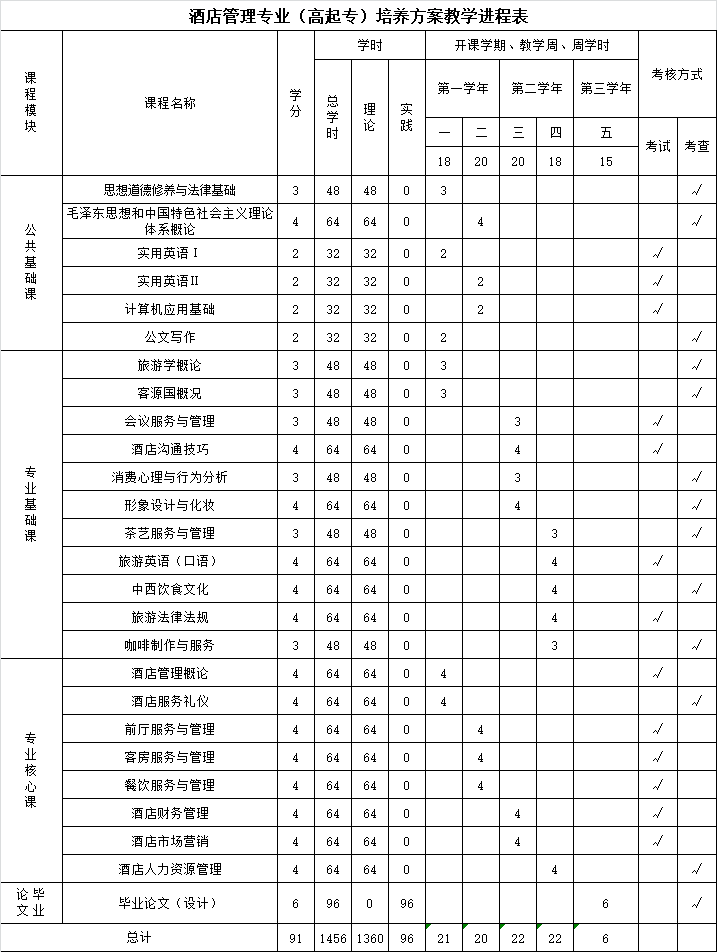 酒店管理专业（高起专）培养方案教学进程表
课程模块 课程名称 学分 学时 开课学期、教学周、周学时 考核方式
总学时 理论 实践 第一学年 第二学年 第三学年
一 二 三 四 五 考试 考查
18 20 20 18 15
公共基础课
思想道德修养与法律基础 3 48 48 0 3 √
毛泽东思想和中国特色社会主义理论
体系概论 4 64 64 0 4 √
实用英语Ⅰ 2 32 32 0 2 √
实用英语Ⅱ 2 32 32 0 2 √
计算机应用基础 2 32 32 0 2 √
公文写作 2 32 32 0 2 √
专业基础课
旅游学概论 3 48 48 0 3 √
客源国概况 3 48 48 0 3 √
会议服务与管理 3 48 48 0 3 √
酒店沟通技巧 4 64 64 0 4 √
消费心理与行为分析 3 48 48 0 3 √
形象设计与化妆 4 64 64 0 4 √
茶艺服务与管理 3 48 48 0 3 √
旅游英语（口语） 4 64 64 0 4 √
中西饮食文化 4 64 64 0 4 √
旅游法律法规 4 64 64 0 4 √
咖啡制作与服务 3 48 48 0 3 √
专业核心课
酒店管理概论 4 64 64 0 4 √
酒店服务礼仪 4 64 64 0 4 √
前厅服务与管理 4 64 64 0 4 √
客房服务与管理 4 64 64 0 4 √
餐饮服务与管理 4 64 64 0 4 √
酒店财务管理 4 64 64 0 4 √
酒店市场营销 4 64 64 0 4 √
酒店人力资源管理 4 64 64 0 4 √
毕业论文
毕业论文（设计） 6 96 0 96 6 √
总计 91 1456 1360 96 21 20 22 22 6